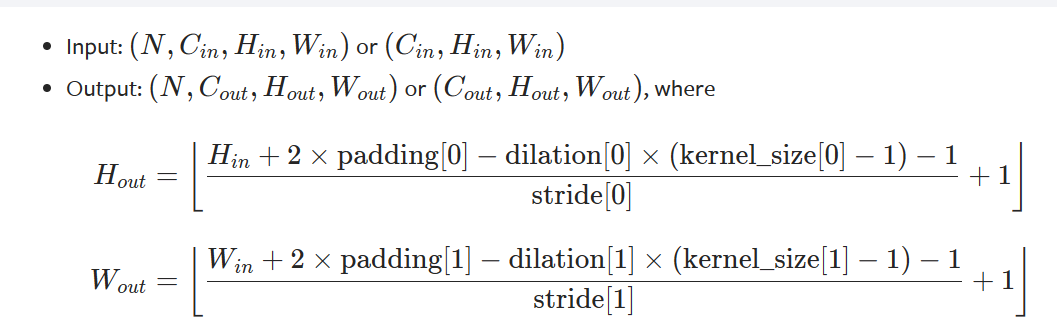 • Input: (N, C_in, H_in, W_in) or (C_in, H_in, W_in)
• Output: (N, C_out, H_out, W_out) or (C_out, H_out, W_out), where
H_out = ⌊(H_in + 2 × padding[0] − dilation[0] × (kernel_size[0] − 1) − 1) / stride[0] + 1⌋
W_out = ⌊(W_in + 2 × padding[1] − dilation[1] × (kernel_size[1] − 1) − 1) / stride[1] + 1⌋